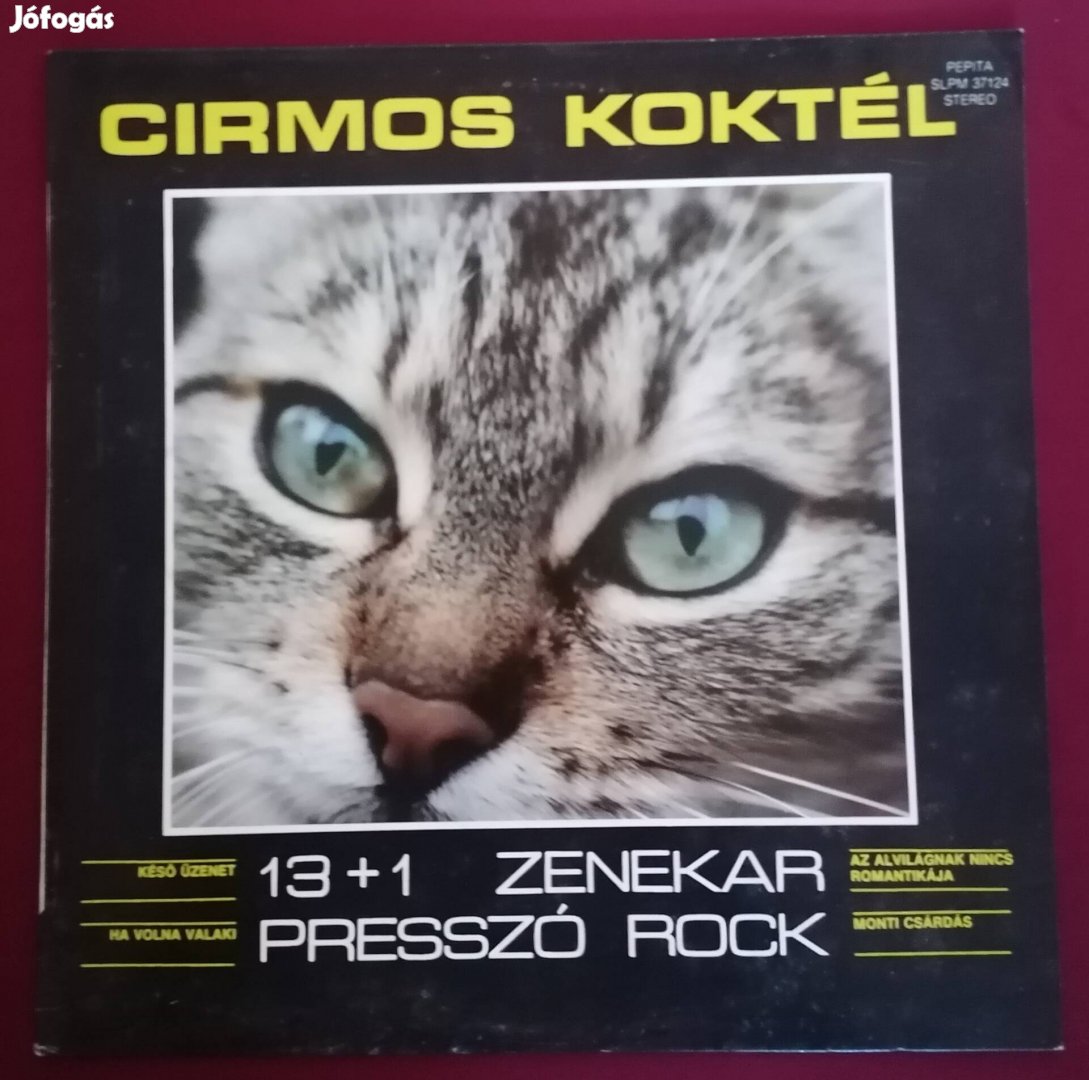 Jófogás
PEPITA
SLPM 37124
STEREO
CIRMOS KOKTÉL
KÉSŐ ÜZENET
HA VOLNA VALAKI
13+1 ZENEKAR
PRESSZÓ ROCK
AZ ALVILÁGNAK NINCS
ROMANTIKÁJA
MONTI CSÁRDÁS